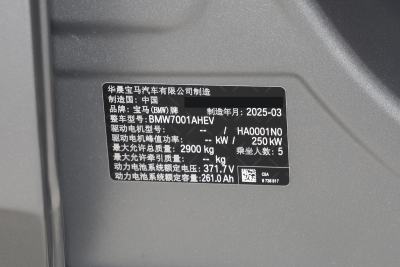 华晨宝马汽车有限公司制造
制造国：中国
品牌：宝马(BMW)牌 制造年月：2025-03
整车型号：BMW7001AHEV
驱动电机型号： -- / HA0001N0
驱动电机峰值功率： -- kW / 250 kW
最大允许总质量：2900 kg 乘坐人数：5
最大允许牵引质量： -- kg
动力电池系统额定电压：371.7V
动力电池系统额定容量：261.0Ah